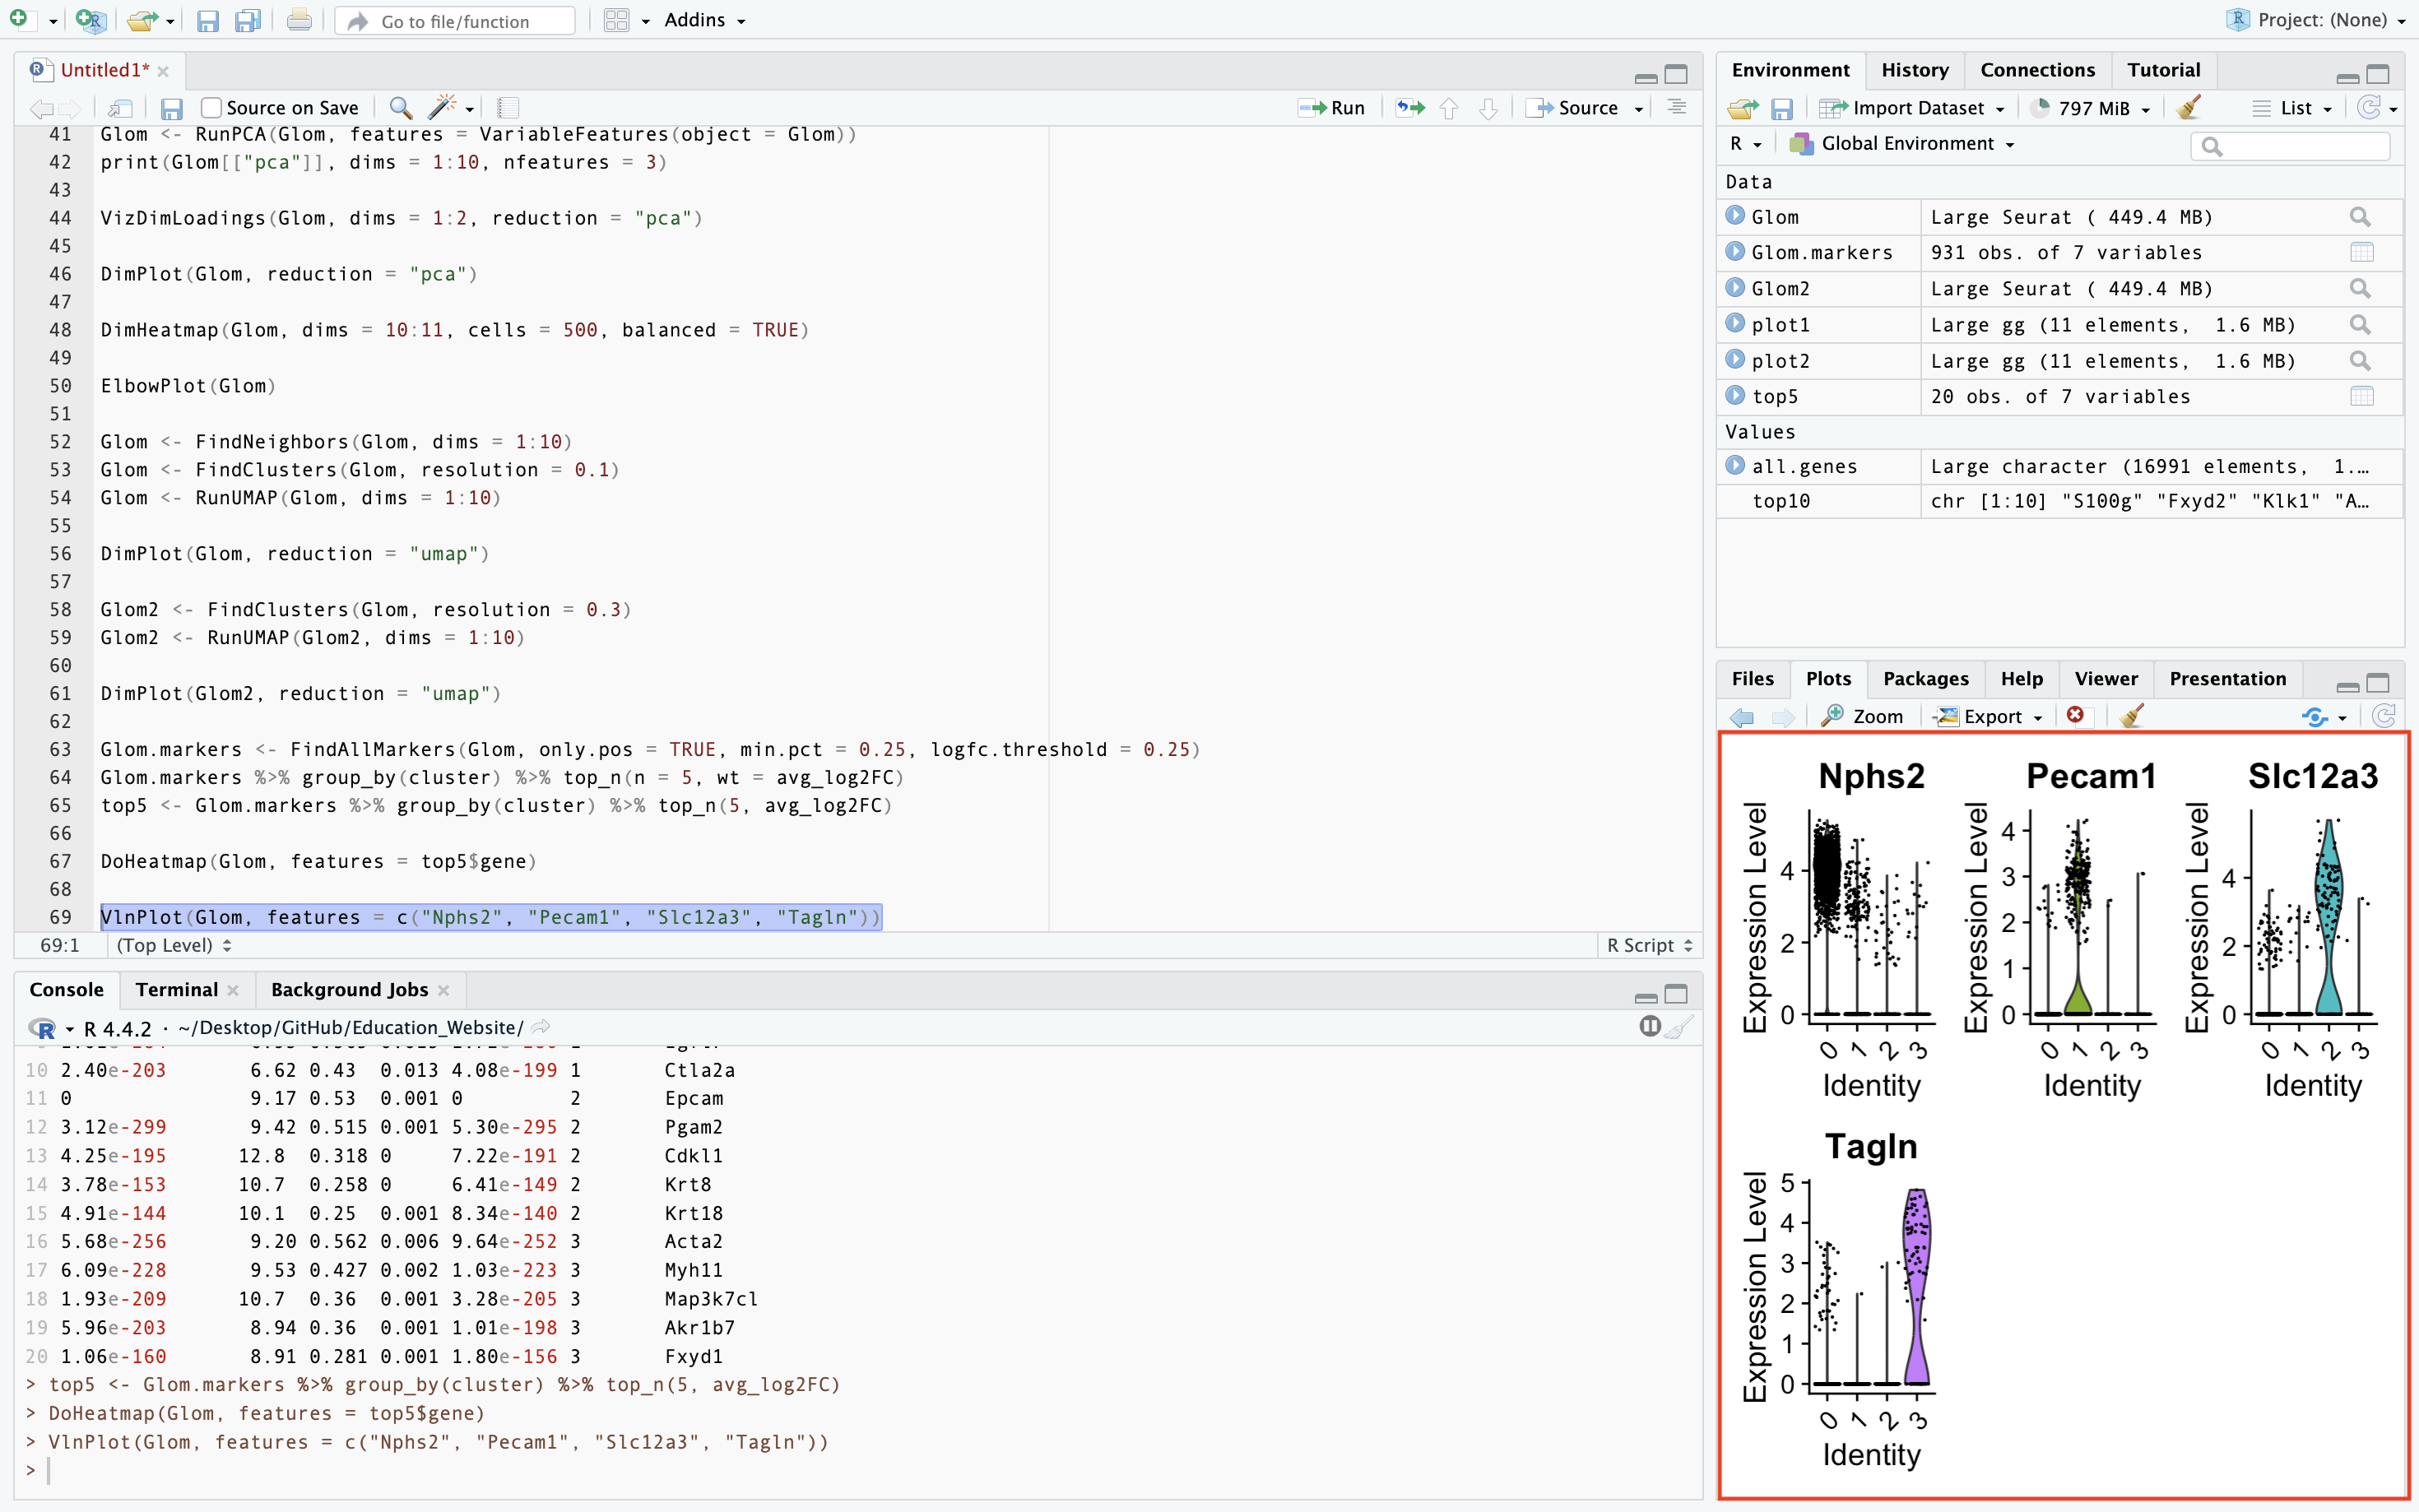 Go to file/function
Addins
Project: (None)
Untitled1*
Source on Save
Run
Source
41 Glom <- RunPCA(Glom, features = VariableFeatures(object = Glom))
42 print(Glom[["pca"]], dims = 1:10, nfeatures = 3)
43
44 VizDimLoadings(Glom, dims = 1:2, reduction = "pca")
45
46 DimPlot(Glom, reduction = "pca")
47
48 DimHeatmap(Glom, dims = 10:11, cells = 500, balanced = TRUE)
49
50 ElbowPlot(Glom)
51
52 Glom <- FindNeighbors(Glom, dims = 1:10)
53 Glom <- FindClusters(Glom, resolution = 0.1)
54 Glom <- RunUMAP(Glom, dims = 1:10)
55
56 DimPlot(Glom, reduction = "umap")
57
58 Glom2 <- FindClusters(Glom, resolution = 0.3)
59 Glom2 <- RunUMAP(Glom2, dims = 1:10)
60
61 DimPlot(Glom2, reduction = "umap")
62
63 Glom.markers <- FindAllMarkers(Glom, only.pos = TRUE, min.pct = 0.25, logfc.threshold = 0.25)
64 Glom.markers %>% group_by(cluster) %>% top_n(n = 5, wt = avg_log2FC)
65 top5 <- Glom.markers %>% group_by(cluster) %>% top_n(5, avg_log2FC)
66
67 DoHeatmap(Glom, features = top5$gene)
68
69 VlnPlot(Glom, features = c("Nphs2", "Pecam1", "Slc12a3", "Tagln"))
69:1 (Top Level) R Script
Console Terminal Background Jobs
R 4.4.2 · ~/Desktop/GitHub/Education_Website/
10 2.40e-203 6.62 0.43 0.013 4.08e-199 1 Ctla2a
11 0 9.17 0.53 0.001 0 2 Epcam
12 3.12e-299 9.42 0.515 0.001 5.30e-295 2 Pgam2
13 4.25e-195 12.8 0.318 0 7.22e-191 2 Cdkl1
14 3.78e-153 10.7 0.258 0 6.41e-149 2 Krt8
15 4.91e-144 10.1 0.25 0.001 8.34e-140 2 Krt18
16 5.68e-256 9.20 0.562 0.006 9.64e-252 3 Acta2
17 6.09e-228 9.53 0.427 0.002 1.03e-223 3 Myh11
18 1.93e-209 10.7 0.36 0.001 3.28e-205 3 Map3k7cl
19 5.96e-203 8.94 0.36 0.001 1.01e-198 3 Akr1b7
20 1.06e-160 8.91 0.281 0.001 1.80e-156 3 Fxyd1
> top5 <- Glom.markers %>% group_by(cluster) %>% top_n(5, avg_log2FC)
> DoHeatmap(Glom, features = top5$gene)
> VlnPlot(Glom, features = c("Nphs2", "Pecam1", "Slc12a3", "Tagln"))
>
Environment History Connections Tutorial
Import Dataset 797 MiB List
R Global Environment
Data
Glom Large Seurat ( 449.4 MB)
Glom.markers 931 obs. of 7 variables
Glom2 Large Seurat ( 449.4 MB)
plot1 Large gg (11 elements, 1.6 MB)
plot2 Large gg (11 elements, 1.6 MB)
top5 20 obs. of 7 variables
Values
all.genes Large character (16991 elements, 1.…
top10 chr [1:10] "S100g" "Fxyd2" "Klk1" "A…
Files Plots Packages Help Viewer Presentation
Zoom Export
Nphs2
Expression Level
4
2
0
0 1 2 3
Identity
Pecam1
Expression Level
4
3
2
1
0
0 1 2 3
Identity
Slc12a3
Expression Level
4
2
0
0 1 2 3
Identity
Tagln
Expression Level
5
4
3
2
1
0
0 1 2 3
Identity